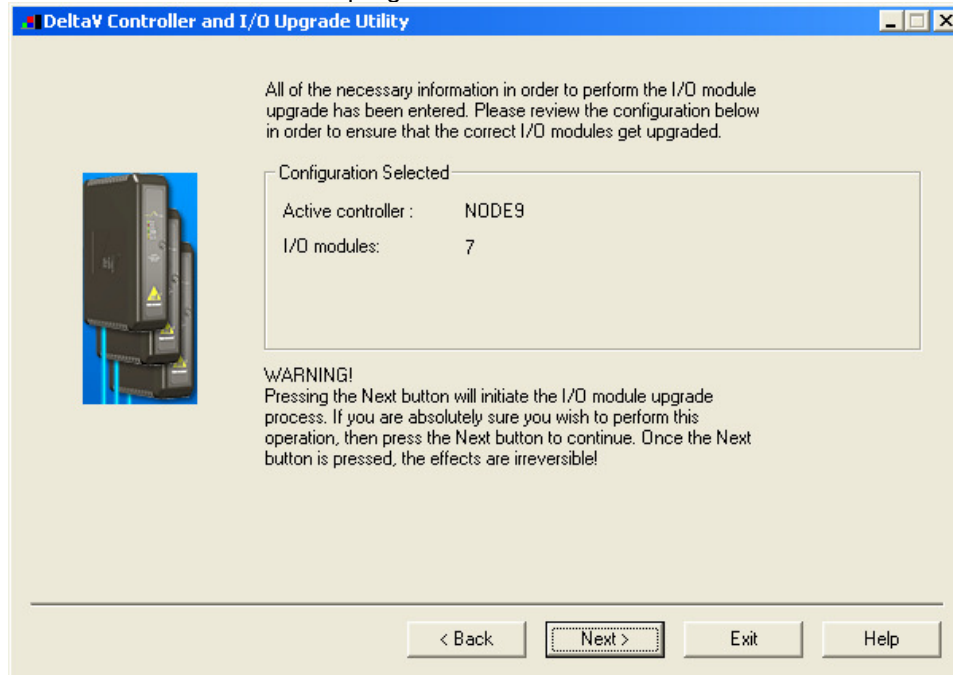 DeltaV Controller and I/O Upgrade Utility
All of the necessary information in order to perform the I/O module
upgrade has been entered. Please review the configuration below
in order to ensure that the correct I/O modules get upgraded.
Configuration Selected
Active controller : NODE9
I/O modules: 7
WARNING!
Pressing the Next button will initiate the I/O module upgrade
process. If you are absolutely sure you wish to perform this
operation, then press the Next button to continue. Once the Next
button is pressed, the effects are irreversible!
< Back Next > Exit Help